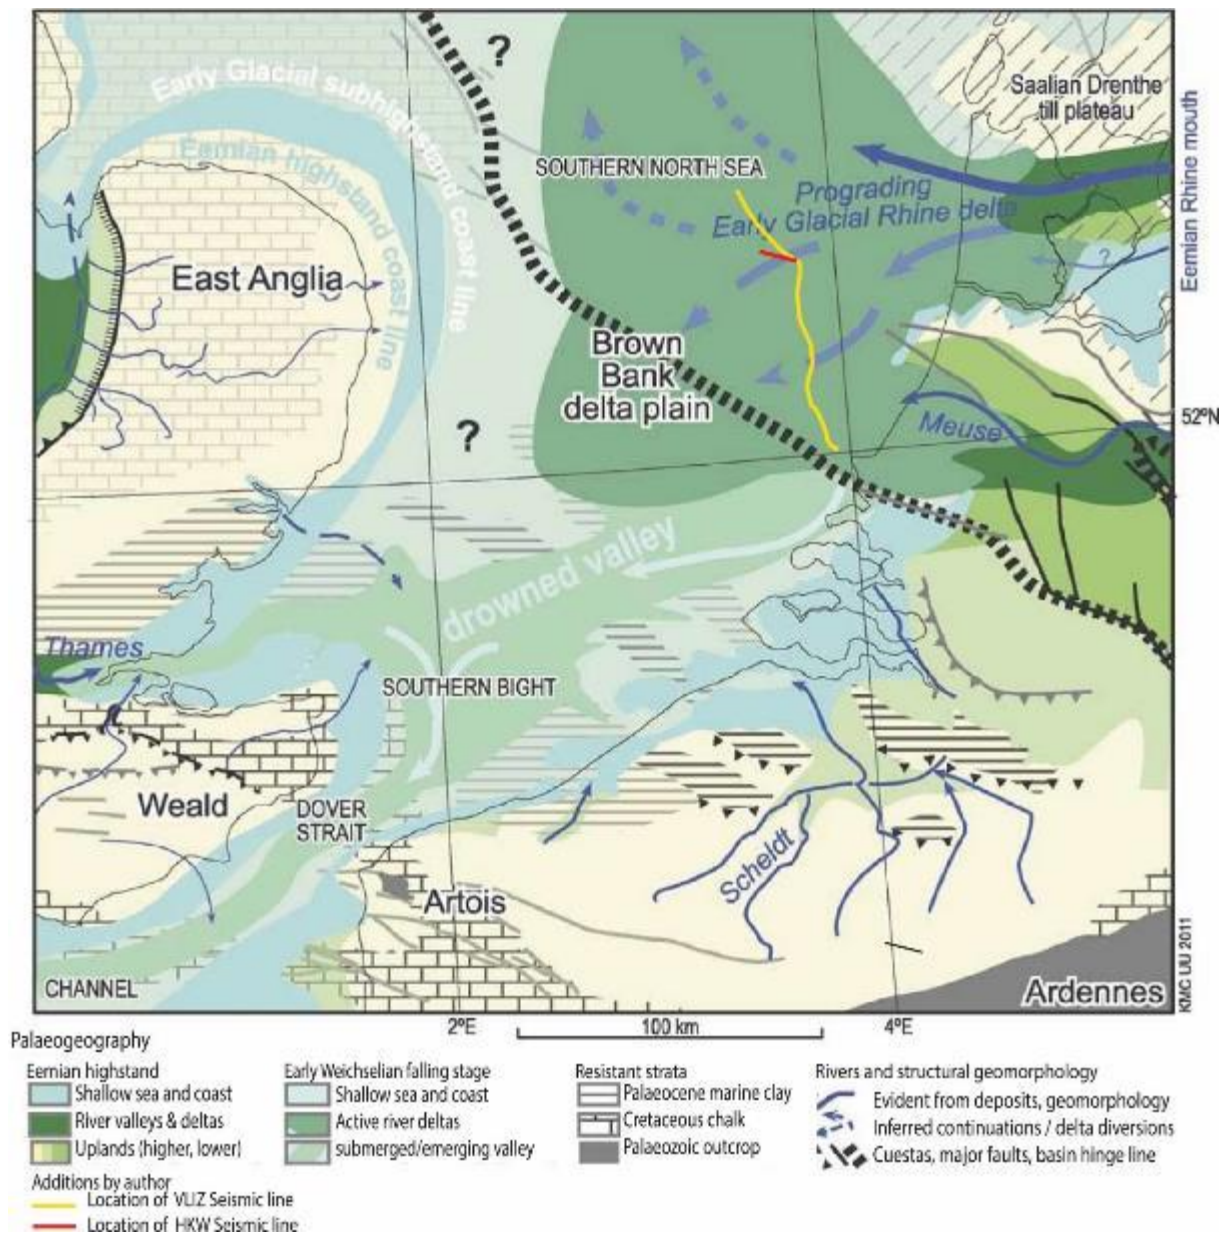 ?
Early Glacial subhighstand coast line
Saalian Drenthe
till plateau
Eemian highstand coast line
SOUTHERN NORTH SEA
Prograding
Early Glacial Rhine delta
Eemian Rhine mouth
East Anglia
?
Brown
Bank
delta plain
52ºN
Meuse
?
drowned valley
Thames
SOUTHERN BIGHT
Weald
DOVER
STRAIT
Scheldt
Artois
CHANNEL
Ardennes
KMC UU 2011
2ºE
100 km
4ºE
Palaeogeography
Eemian highstand
Shallow sea and coast
River valleys & deltas
Uplands (higher, lower)
Early Weichselian falling stage
Shallow sea and coast
Active river deltas
submerged/emerging valley
Resistant strata
Palaeocene marine clay
Cretaceous chalk
Palaeozoic outcrop
Rivers and structural geomorphology
Evident from deposits, geomorphology
Inferred continuations / delta diversions
Cuestas, major faults, basin hinge line
Additions by author
Location of VLIZ Seismic line
Location of HKW Seismic line